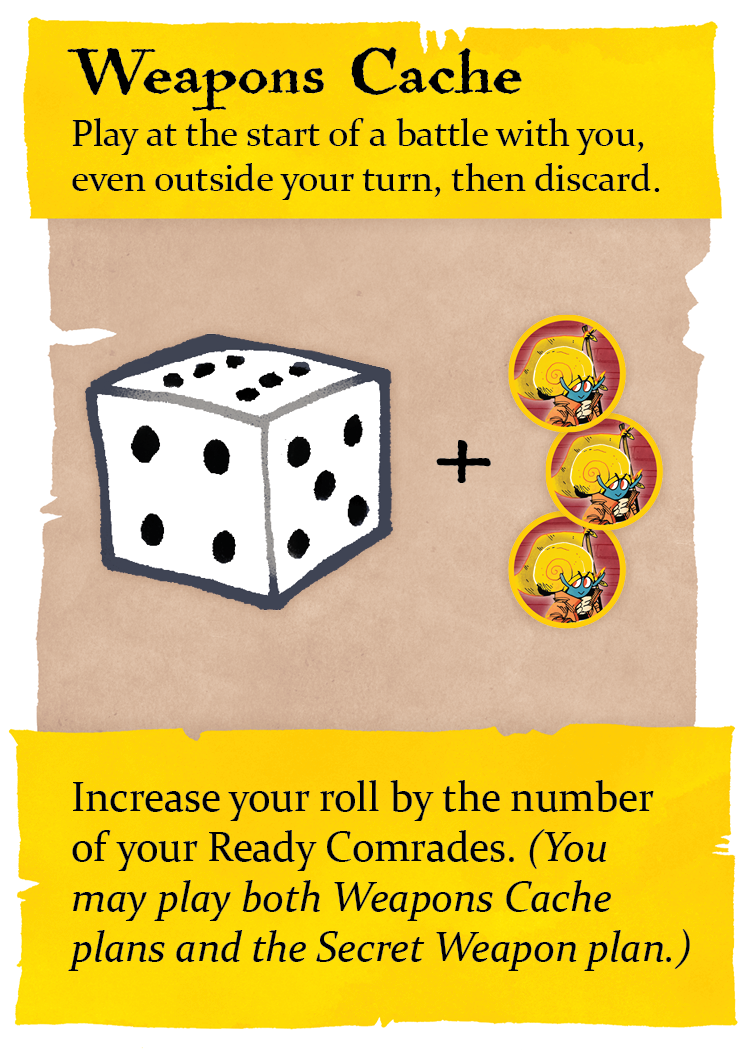 Weapons Cache
Play at the start of a battle with you,
even outside your turn, then discard.
+
Increase your roll by the number
of your Ready Comrades. (You
may play both Weapons Cache
plans and the Secret Weapon plan.)